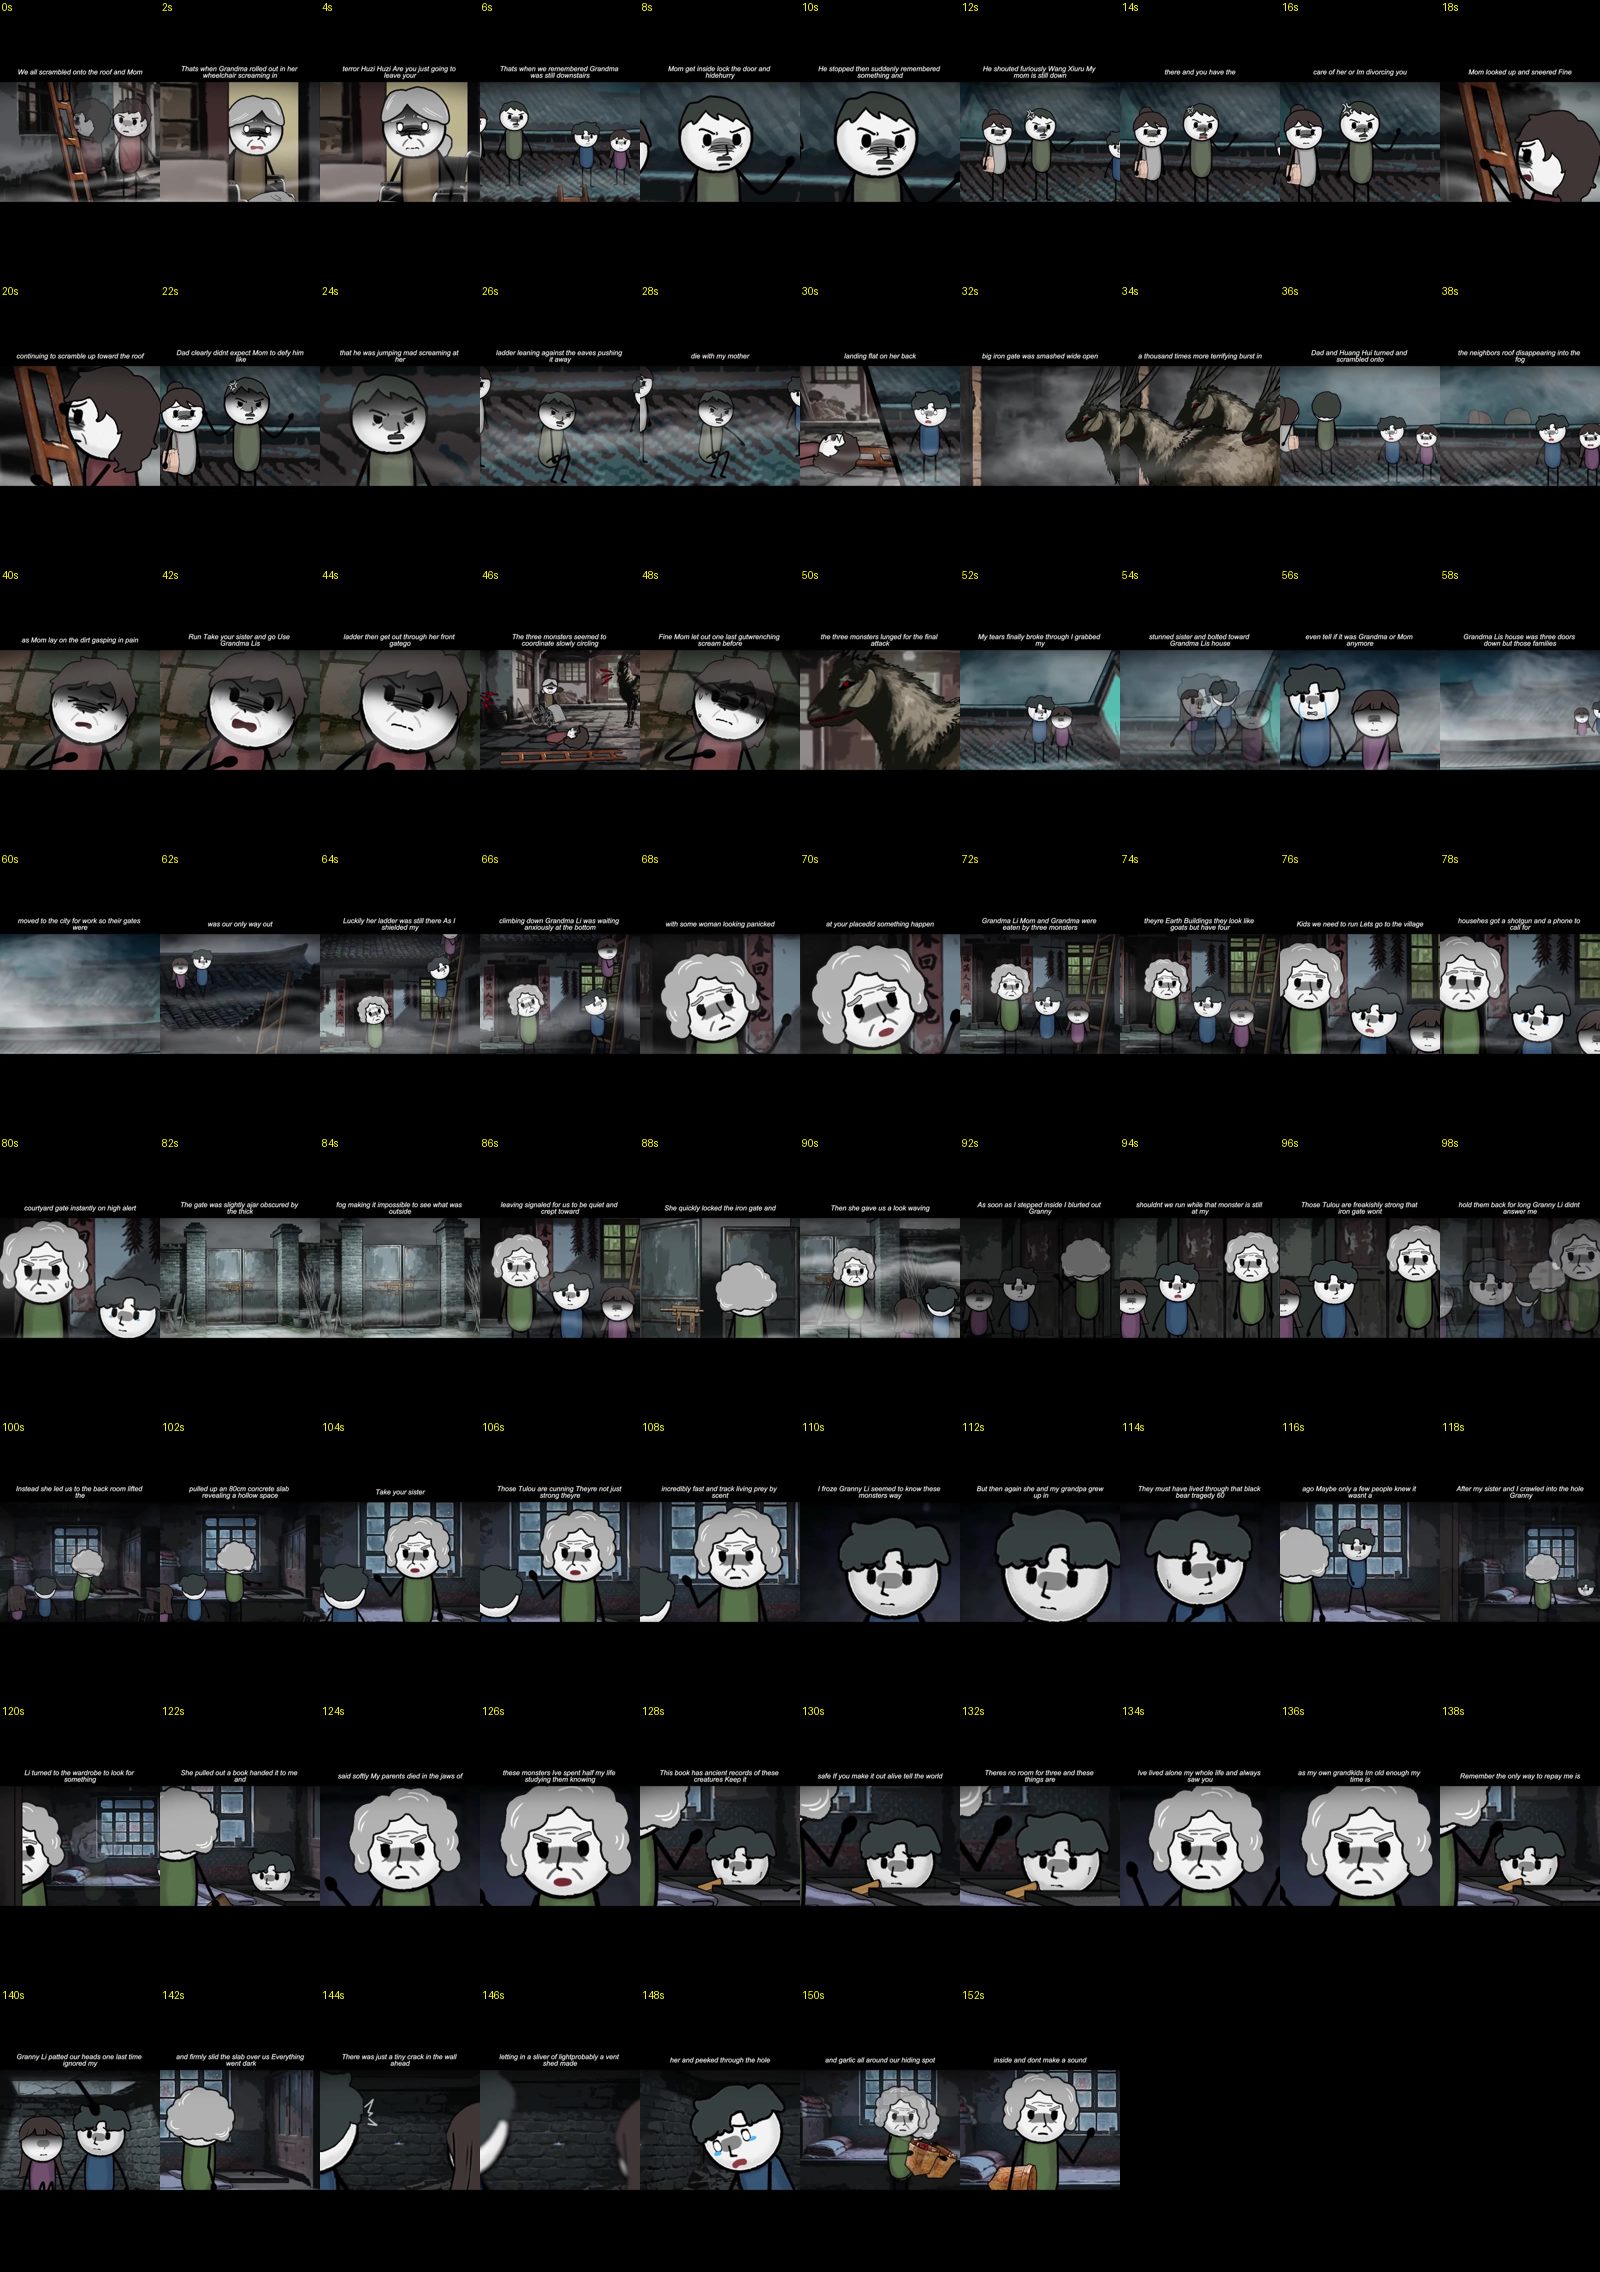 0s
2s
4s
6s
8s
10s
12s
14s
16s
18s
We all scrambled onto the roof and Mom
Thats when Grandma rolled out in her
wheelchair screaming in
terror Huzi Huzi Are you just going to
leave your
Thats when we remembered Grandma
was still downstairs
Mom get inside lock the door and
hidehurry
He stopped then suddenly remembered
something and
He shouted furiously Wang Xiuru My
mom is still down
there and you have the
care of her or Im divorcing you
Mom looked up and sneered Fine
20s
22s
24s
26s
28s
30s
32s
34s
36s
38s
continuing to scramble up toward the roof
Dad clearly didnt expect Mom to defy him
like
that he was jumping mad screaming at
her
ladder leaning against the eaves pushing
it away
die with my mother
landing flat on her back
big iron gate was smashed wide open
a thousand times more terrifying burst in
Dad and Huang Hui turned and
scrambled onto
the neighbors roof disappearing into the
fog
40s
42s
44s
46s
48s
50s
52s
54s
56s
58s
as Mom lay on the dirt gasping in pain
Run Take your sister and go Use
Grandma Lis
ladder then get out through her front
gatego
The three monsters seemed to
coordinate slowly circling
Fine Mom let out one last gutwrenching
scream before
the three monsters lunged for the final
attack
My tears finally broke through I grabbed
my
stunned sister and bolted toward
Grandma Lis house
even tell if it was Grandma or Mom
anymore
Grandma Lis house was three doors
down but those families
60s
62s
64s
66s
68s
70s
72s
74s
76s
78s
moved to the city for work so their gates
were
was our only way out
Luckily her ladder was still there As I
shielded my
climbing down Grandma Li was waiting
anxiously at the bottom
with some woman looking panicked
at your placedid something happen
Grandma Li Mom and Grandma were
eaten by three monsters
theyre Earth Buildings they look like
goats but have four
Kids we need to run Lets go to the village
househes got a shotgun and a phone to
call for
80s
82s
84s
86s
88s
90s
92s
94s
96s
98s
courtyard gate instantly on high alert
The gate was slightly ajar obscured by
the thick
fog making it impossible to see what was
outside
leaving signaled for us to be quiet and
crept toward
She quickly locked the iron gate and
Then she gave us a look waving
As soon as I stepped inside I blurted out
Granny
shouldnt we run while that monster is still
at my
Those Tulou are freakishly strong that
iron gate wont
hold them back for long Granny Li didnt
answer me
100s
102s
104s
106s
108s
110s
112s
114s
116s
118s
Instead she led us to the back room lifted
the
pulled up an 80cm concrete slab
revealing a hollow space
Take your sister
Those Tulou are cunning Theyre not just
strong theyre
incredibly fast and track living prey by
scent
I froze Granny Li seemed to know these
monsters way
But then again she and my grandpa grew
up in
They must have lived through that black
bear tragedy 60
ago Maybe only a few people knew it
wasnt a
After my sister and I crawled into the hole
Granny
120s
122s
124s
126s
128s
130s
132s
134s
136s
138s
Li turned to the wardrobe to look for
something
She pulled out a book handed it to me
and
said softly My parents died in the jaws of
these monsters Ive spent half my life
studying them knowing
This book has ancient records of these
creatures Keep it
safe If you make it out alive tell the world
Theres no room for three and these
things are
Ive lived alone my whole life and always
saw you
as my own grandkids Im old enough my
time is
Remember the only way to repay me is
140s
142s
144s
146s
148s
150s
152s
Granny Li patted our heads one last time
ignored my
and firmly slid the slab over us Everything
went dark
There was just a tiny crack in the wall
ahead
letting in a sliver of lightprobably a vent
shed made
her and peeked through the hole
and garlic all around our hiding spot
inside and dont make a sound